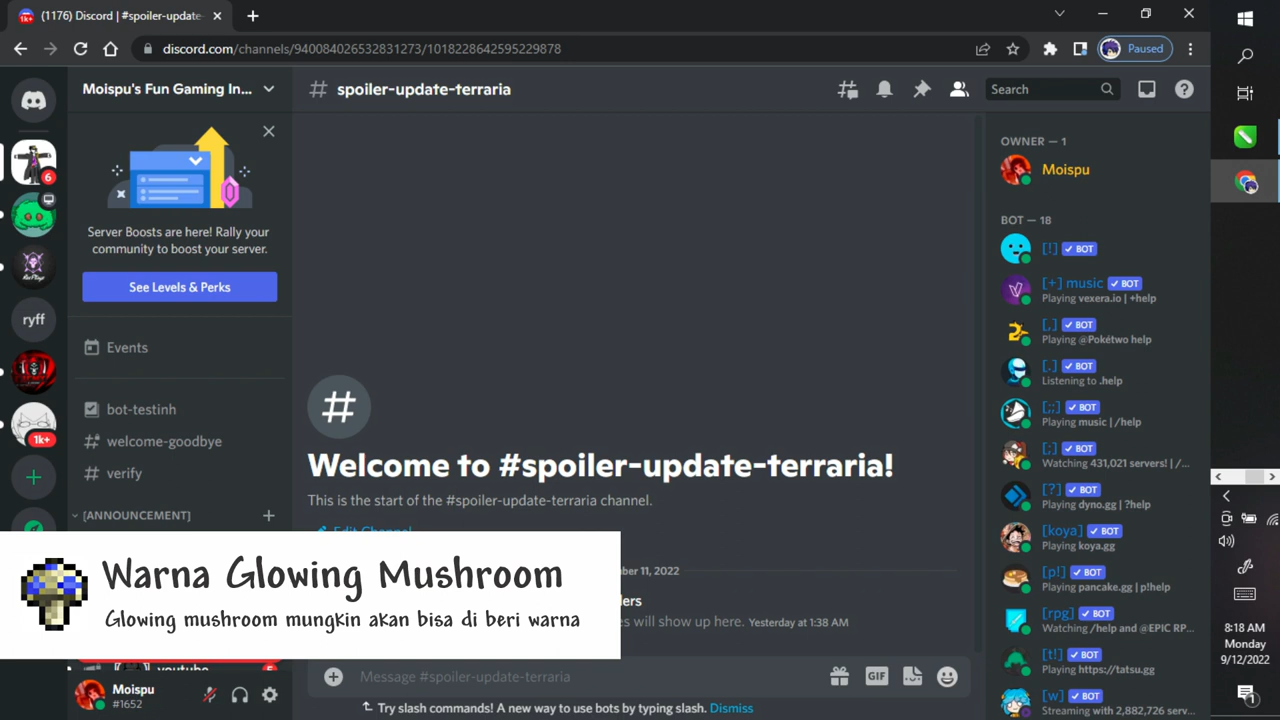 (1176) Discord | #spoiler-update-
discord.com/channels/940084026532831273/1018228642595229878
Paused
Moispu's Fun Gaming In...
spoiler-update-terraria
Search
6
Server Boosts are here! Rally your
community to boost your server.
See Levels & Perks
ryff
Events
1k+
bot-testinh
welcome-goodbye
verify
[ANNOUNCEMENT]
Welcome to #spoiler-update-terraria!
This is the start of the #spoiler-update-terraria channel.
Edit Channel
ber 11, 2022
lers
es will show up here. Yesterday at 1:38 AM
Warna Glowing Mushroom
Glowing mushroom mungkin akan bisa di beri warna
youtube
5
Moispu
#1652
Message #spoiler-update-terraria
GIF
Try slash commands! A new way to use bots by typing slash. Dismiss
OWNER — 1
Moispu
BOT — 18
[!] BOT
[+] music BOT
Playing vexera.io | +help
[,] BOT
Playing @Pokétwo help
[.] BOT
Listening to .help
[;;] BOT
Playing music | /help
[;] BOT
Watching 431,021 servers! | /...
[?] BOT
Playing dyno.gg | ?help
[koya] BOT
Playing koya.gg
[p!] BOT
Playing pancake.gg | p!help
[rpg] BOT
Watching /help and @EPIC RP...
[t!] BOT
Playing https://tatsu.gg
[w] BOT
Streaming with 2,882,726 serv...
8:18 AM
Monday
9/12/2022
1